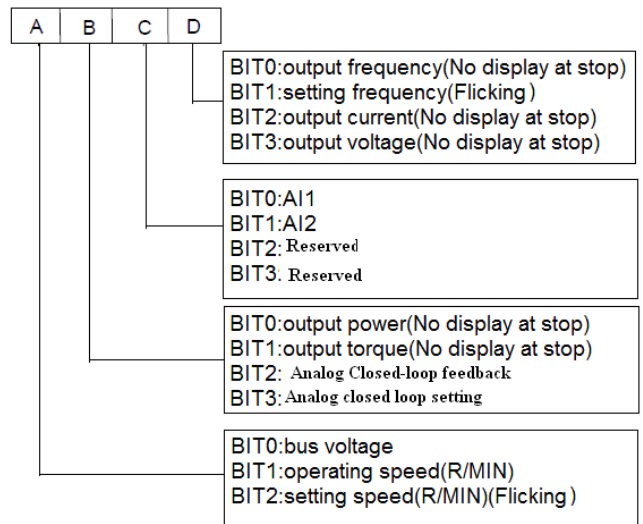 A B C D
BIT0:output frequency(No display at stop)
BIT1:setting frequency(Flicking)
BIT2:output current(No display at stop)
BIT3:output voltage(No display at stop)
BIT0:AI1
BIT1:AI2
BIT2: Reserved
BIT3: Reserved
BIT0:output power(No display at stop)
BIT1:output torque(No display at stop)
BIT2: Analog Closed-loop feedback
BIT3: Analog closed loop setting
BIT0:bus voltage
BIT1:operating speed(R/MIN)
BIT2:setting speed(R/MIN)(Flicking)